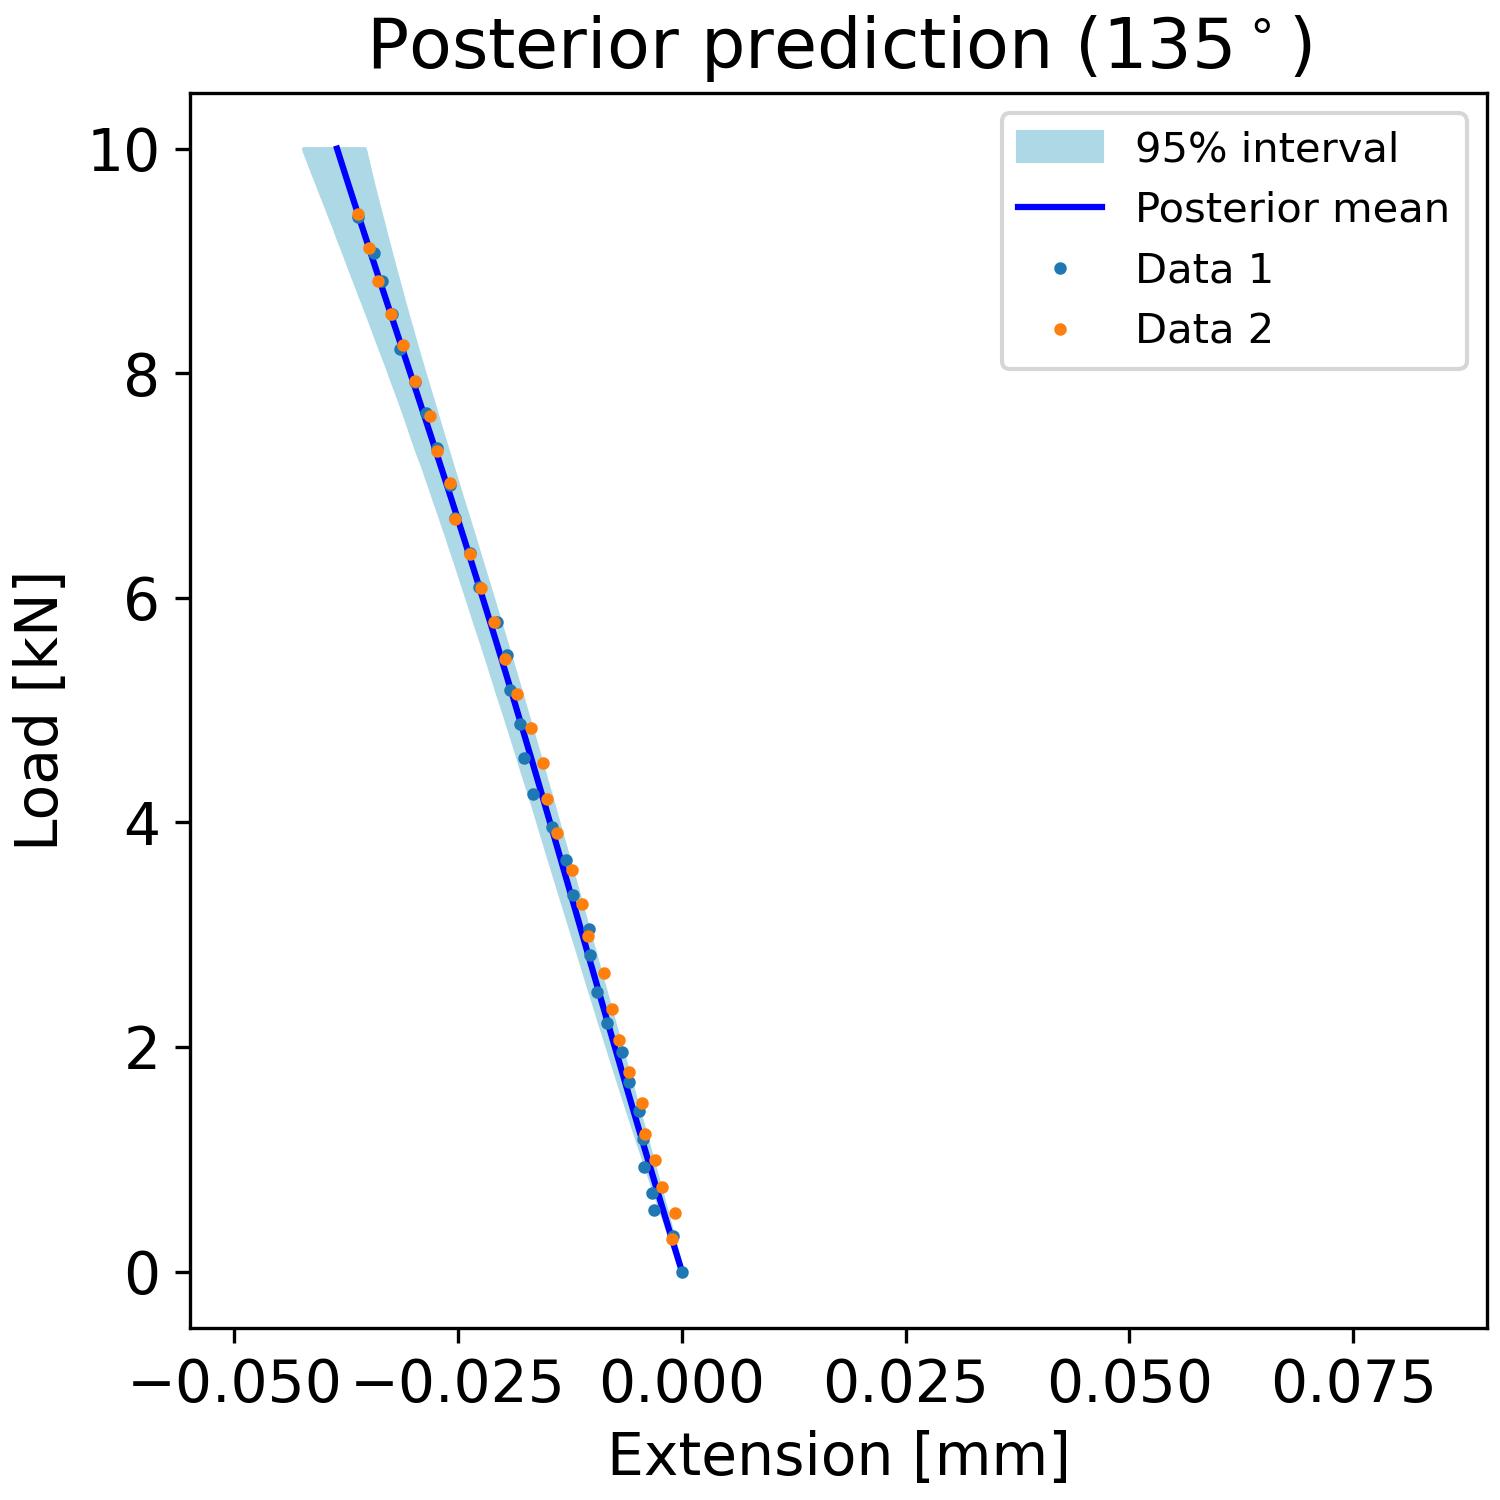 Posterior prediction (135°)
95% interval
Posterior mean
Data 1
Data 2
10
8
6
4
2
0
Load [kN]
−0.050 −0.025 0.000 0.025 0.050 0.075
Extension [mm]